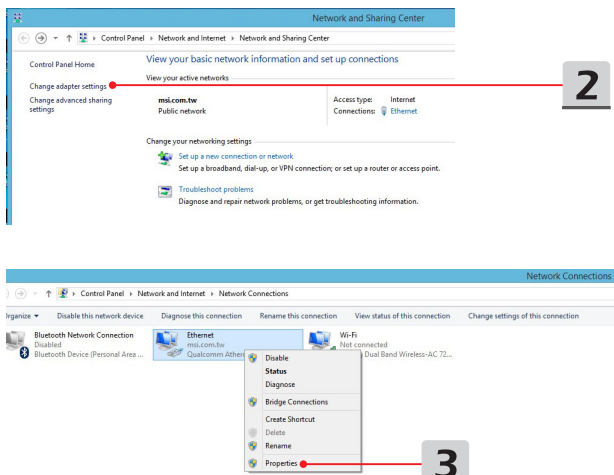 Network and Sharing Center
Control Panel ▸ Network and Internet ▸ Network and Sharing Center
Control Panel Home
Change adapter settings
Change advanced sharing
settings
View your basic network information and set up connections
View your active networks
msi.com.tw
Public network
Access type: Internet
Connections: Ethernet
Change your networking settings
Set up a new connection or network
Set up a broadband, dial-up, or VPN connection; or set up a router or access point.
Troubleshoot problems
Diagnose and repair network problems, or get troubleshooting information.
2
Network Connections
Control Panel ▸ Network and Internet ▸ Network Connections
Organize Disable this network device Diagnose this connection Rename this connection View status of this connection Change settings of this connection
Bluetooth Network Connection
Disabled
Bluetooth Device (Personal Area ...
Ethernet
msi.com.tw
Qualcomm Ather
Wi-Fi
Not connected
Dual Band Wireless-AC 72...
Disable
Status
Diagnose
Bridge Connections
Create Shortcut
Delete
Rename
Properties
3